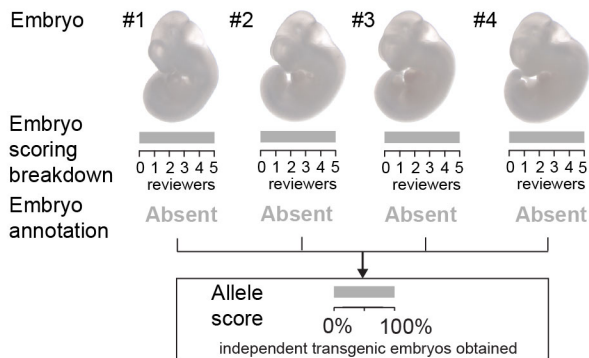 Embryo #1 #2 #3 #4
Embryo
scoring
breakdown
0 1 2 3 4 5 0 1 2 3 4 5 0 1 2 3 4 5 0 1 2 3 4 5
reviewers reviewers reviewers reviewers
Embryo
annotation
Absent Absent Absent Absent
Allele
score
0% 100%
independent transgenic embryos obtained